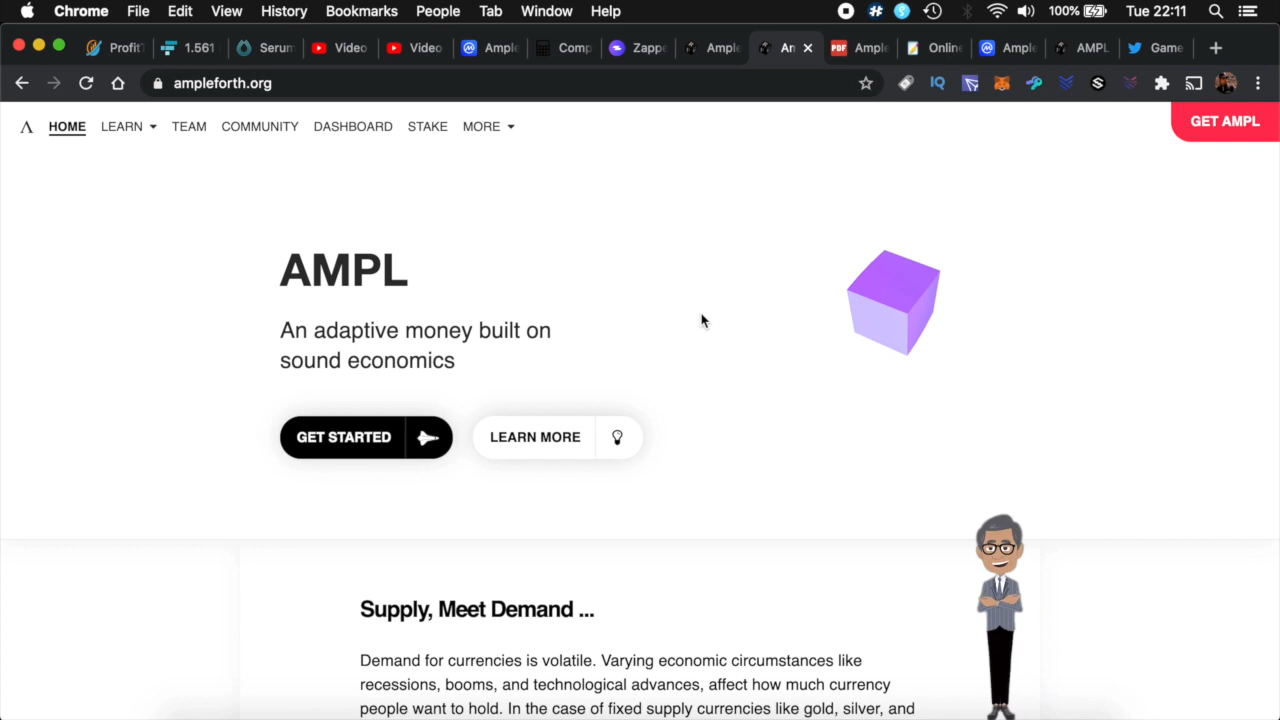 Chrome File Edit View History Bookmarks People Tab Window Help 100% Tue 22:11
Profit 1.561 Serum Video Video Ample Comp Zappe Ample Am Ample Online Ample AMPL Game
ampleforth.org
HOME LEARN TEAM COMMUNITY DASHBOARD STAKE MORE GET AMPL
AMPL
An adaptive money built on
sound economics
GET STARTED LEARN MORE
Supply, Meet Demand ...
Demand for currencies is volatile. Varying economic circumstances like
recessions, booms, and technological advances, affect how much currency
people want to hold. In the case of fixed supply currencies like gold, silver, and